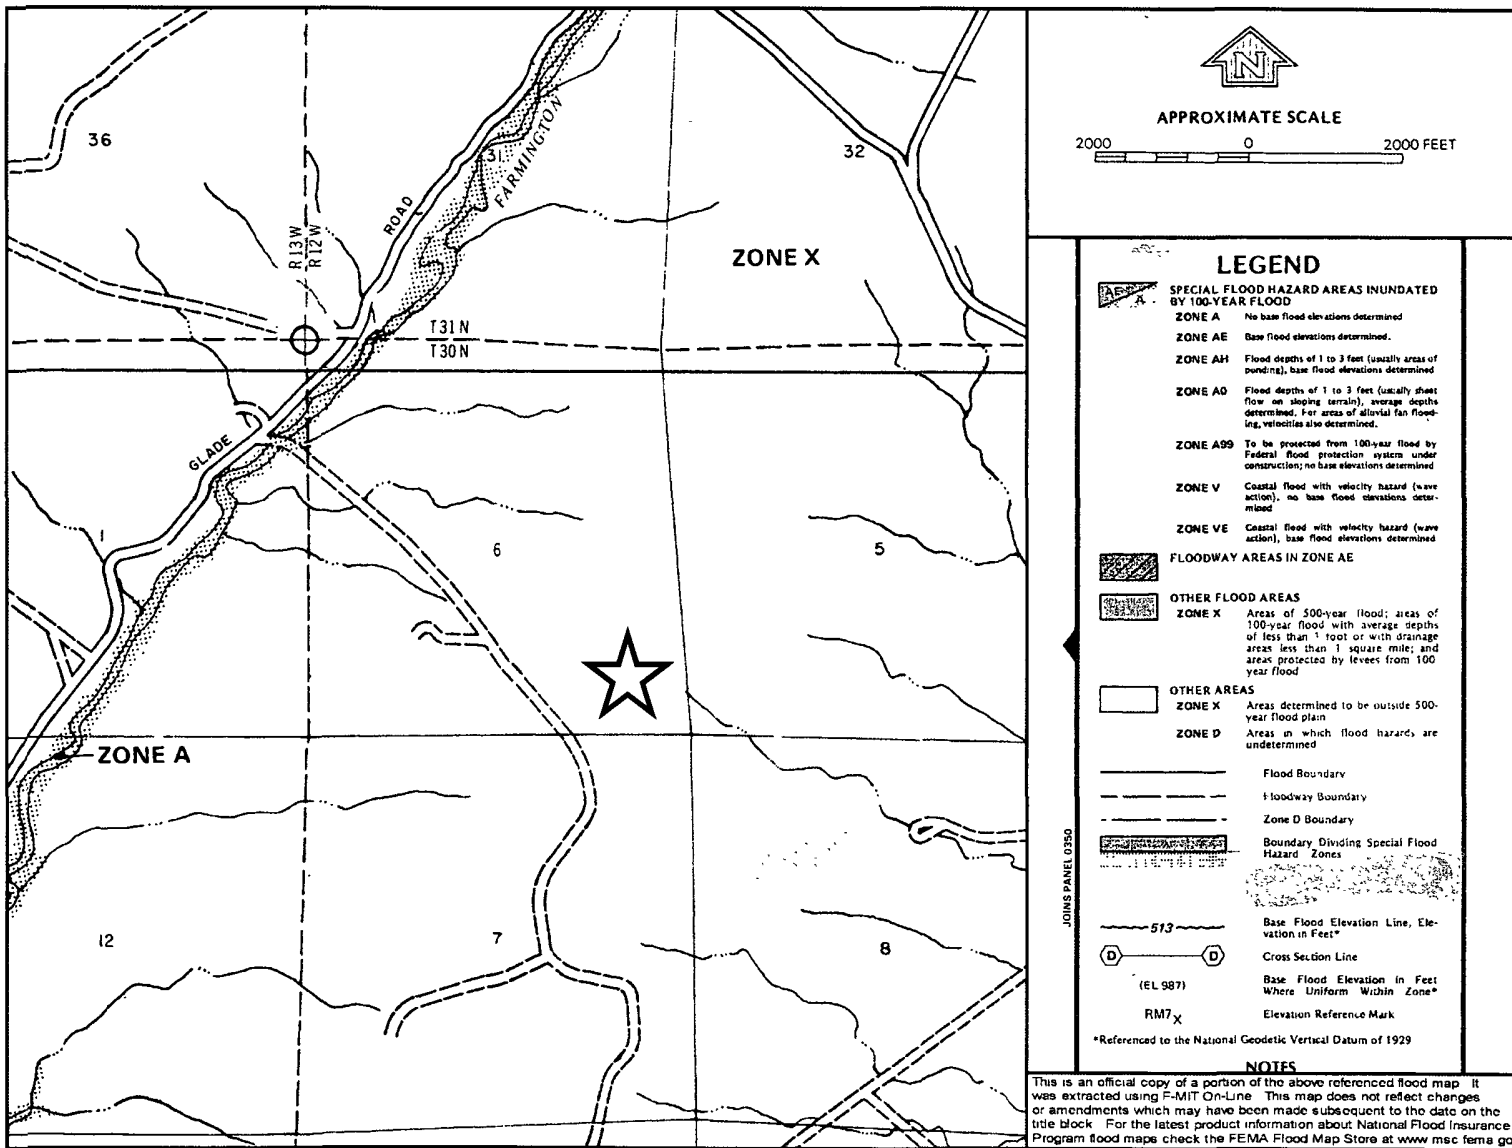 36
31
32
FARMINGTON
ROAD
R13W
R12W
ZONE X
T31N
T30N
GLADE
1
6
5
ZONE A
12
7
8
N
APPROXIMATE SCALE
2000 0 2000 FEET
LEGEND
SPECIAL FLOOD HAZARD AREAS INUNDATED
BY 100-YEAR FLOOD
ZONE A No base flood elevations determined
ZONE AE Base flood elevations determined.
ZONE AH Flood depths of 1 to 3 feet (usually areas of
ponding), base flood elevations determined
ZONE AO Flood depths of 1 to 3 feet (usually sheet
flow on sloping terrain), average depths
determined. For areas of alluvial fan flood-
ing, velocities also determined.
ZONE A99 To be protected from 100-year flood by
Federal flood protection system under
construction; no base elevations determined
ZONE V Coastal flood with velocity hazard (wave
action), no base flood elevations deter-
mined
ZONE VE Coastal flood with velocity hazard (wave
action), base flood elevations determined
FLOODWAY AREAS IN ZONE AE
OTHER FLOOD AREAS
ZONE X Areas of 500-year flood; areas of
100-year flood with average depths
of less than 1 foot or with drainage
areas less than 1 square mile; and
areas protected by levees from 100
year flood
OTHER AREAS
ZONE X Areas determined to be outside 500-
year flood plain
ZONE D Areas in which flood hazards are
undetermined
Flood Boundary
Floodway Boundary
Zone D Boundary
Boundary Dividing Special Flood
Hazard Zones
513 Base Flood Elevation Line, Ele-
vation in Feet*
D D Cross Section Line
(EL 987) Base Flood Elevation in Feet
Where Uniform Within Zone*
RM7X Elevation Reference Mark
*Referenced to the National Geodetic Vertical Datum of 1929
NOTES
JOINS PANEL 0350
This is an official copy of a portion of the above referenced flood map It
was extracted using F-MIT On-Line This map does not reflect changes
or amendments which may have been made subsequent to the date on the
title block For the latest product information about National Flood Insurance
Program flood maps check the FEMA Flood Map Store at www msc fema go